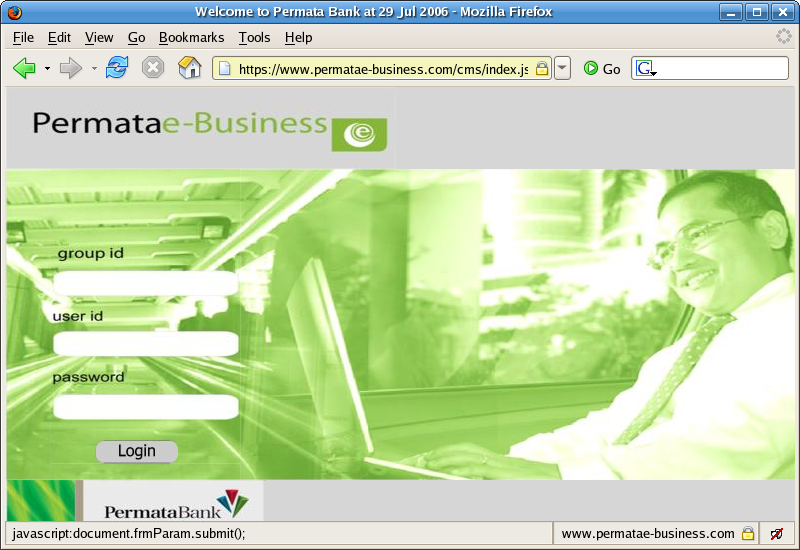 Welcome to Permata Bank at 29 Jul 2006 - Mozilla Firefox
File Edit View Go Bookmarks Tools Help
https://www.permatae-business.com/cms/index.js Go G
Permatae-Business e
group id
user id
password
Login
PermataBank
javascript:document.frmParam.submit(); www.permatae-business.com